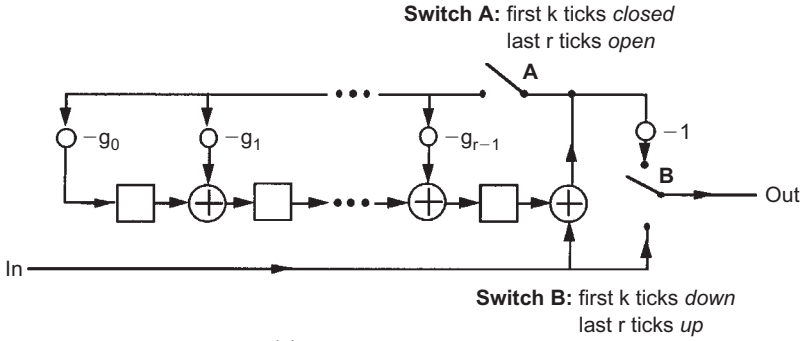 Switch A: first k ticks closed
last r ticks open
A
−g₀
−g₁
−gᵣ₋₁
−1
B
Out
In
Switch B: first k ticks down
last r ticks up